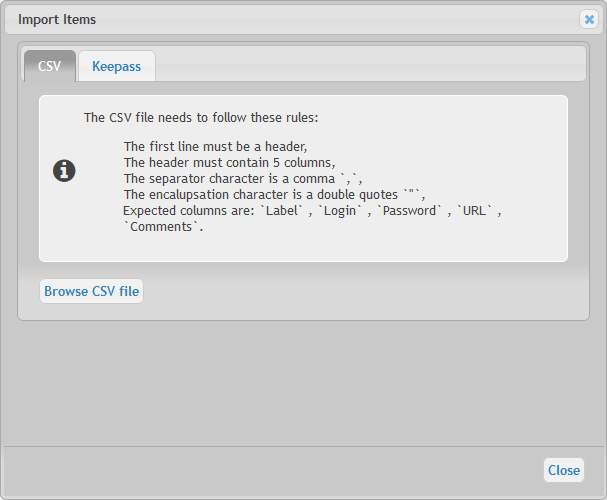 Import Items
CSV
Keepass
The CSV file needs to follow these rules:
The first line must be a header,
The header must contain 5 columns,
The separator character is a comma `,`,
The encalupsation character is a double quotes `"`,
Expected columns are: `Label` , `Login` , `Password` , `URL` ,
`Comments`.
Browse CSV file
Close